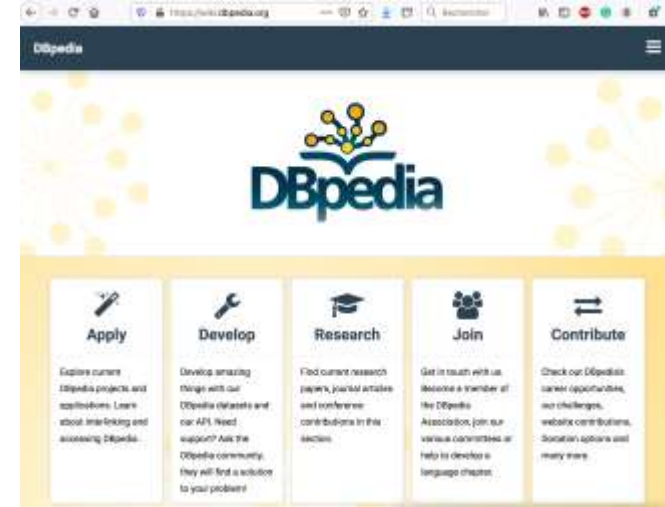 https://wiki.dbpedia.org
Rechercher
DBpedia
DBpedia
Apply
Explore current
DBpedia projects and
applications. Learn
about interlinking and
accessing DBpedia.
Develop
Develop amazing
things with our
DBpedia datasets and
our API. Need
support? Ask the
DBpedia community,
they will find a solution
to your problem!
Research
Find current research
papers, journal articles
and conference
contributions in this
section.
Join
Get in touch with us.
Become a member of
the DBpedia
Association, join our
various committees or
help to develop a
language chapter.
Contribute
Check our DBpedia's
career opportunities,
our challenges,
website contributions,
Donation options and
many more.